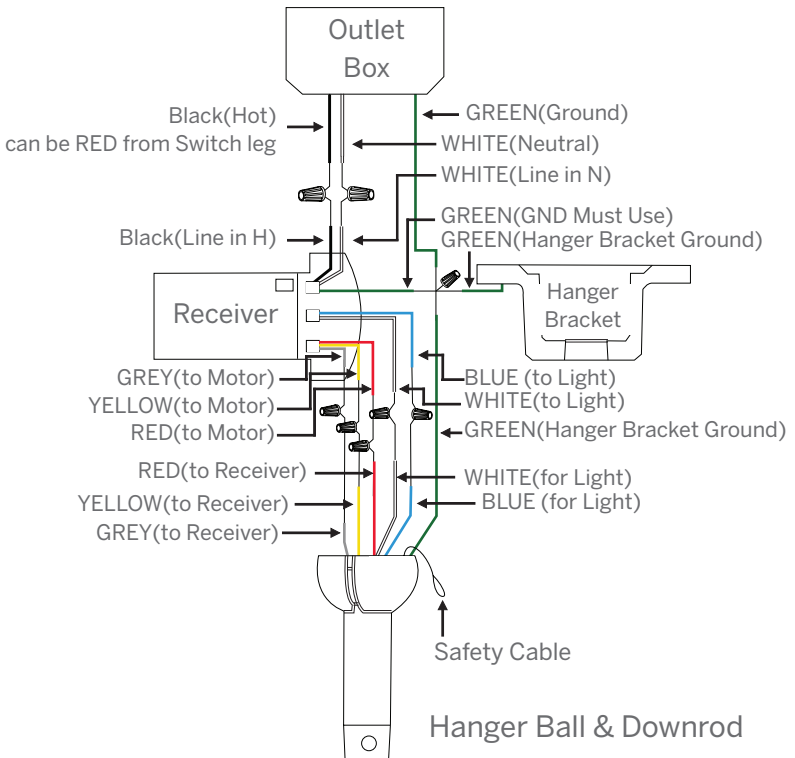 Outlet
Box
Black(Hot)
can be RED from Switch leg
GREEN(Ground)
WHITE(Neutral)
WHITE(Line in N)
GREEN(GND Must Use)
Black(Line in H)
GREEN(Hanger Bracket Ground)
Receiver
Hanger
Bracket
GREY(to Motor)
BLUE (to Light)
YELLOW(to Motor)
WHITE(to Light)
RED(to Motor)
GREEN(Hanger Bracket Ground)
RED(to Receiver)
WHITE(for Light)
YELLOW(to Receiver)
BLUE (for Light)
GREY(to Receiver)
Safety Cable
Hanger Ball & Downrod